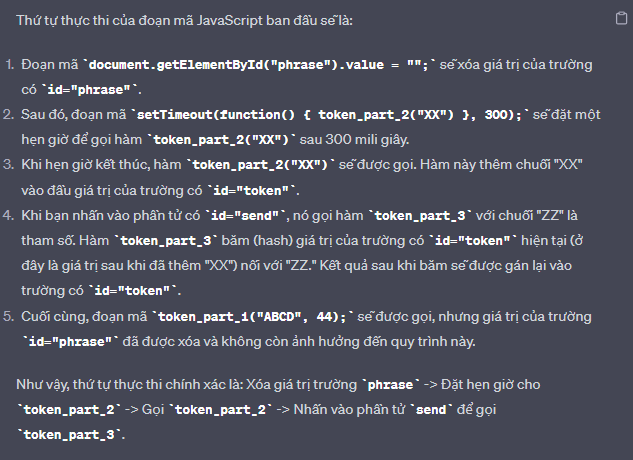 Thứ tự thực thi của đoạn mã JavaScript ban đầu sẽ là:
1. Đoạn mã `document.getElementById("phrase").value = "";` sẽ xóa giá trị của trường
có `id="phrase"`.
2. Sau đó, đoạn mã `setTimeout(function() { token_part_2("XX") }, 300);` sẽ đặt một
hẹn giờ để gọi hàm `token_part_2("XX")` sau 300 mili giây.
3. Khi hẹn giờ kết thúc, hàm `token_part_2("XX")` sẽ được gọi. Hàm này thêm chuỗi "XX"
vào đầu giá trị của trường có `id="token"`.
4. Khi bạn nhấn vào phần tử có `id="send"`, nó gọi hàm `token_part_3` với chuỗi "ZZ" là
tham số. Hàm `token_part_3` băm (hash) giá trị của trường có `id="token"` hiện tại (ở
đây là giá trị sau khi đã thêm "XX") nối với "ZZ." Kết quả sau khi băm sẽ được gán lại vào
trường có `id="token"`.
5. Cuối cùng, đoạn mã `token_part_1("ABCD", 44);` sẽ được gọi, nhưng giá trị của trường
`id="phrase"` đã được xóa và không còn ảnh hưởng đến quy trình này.
Như vậy, thứ tự thực thi chính xác là: Xóa giá trị trường `phrase` -> Đặt hẹn giờ cho
`token_part_2` -> Gọi `token_part_2` -> Nhấn vào phần tử `send` để gọi
`token_part_3`.